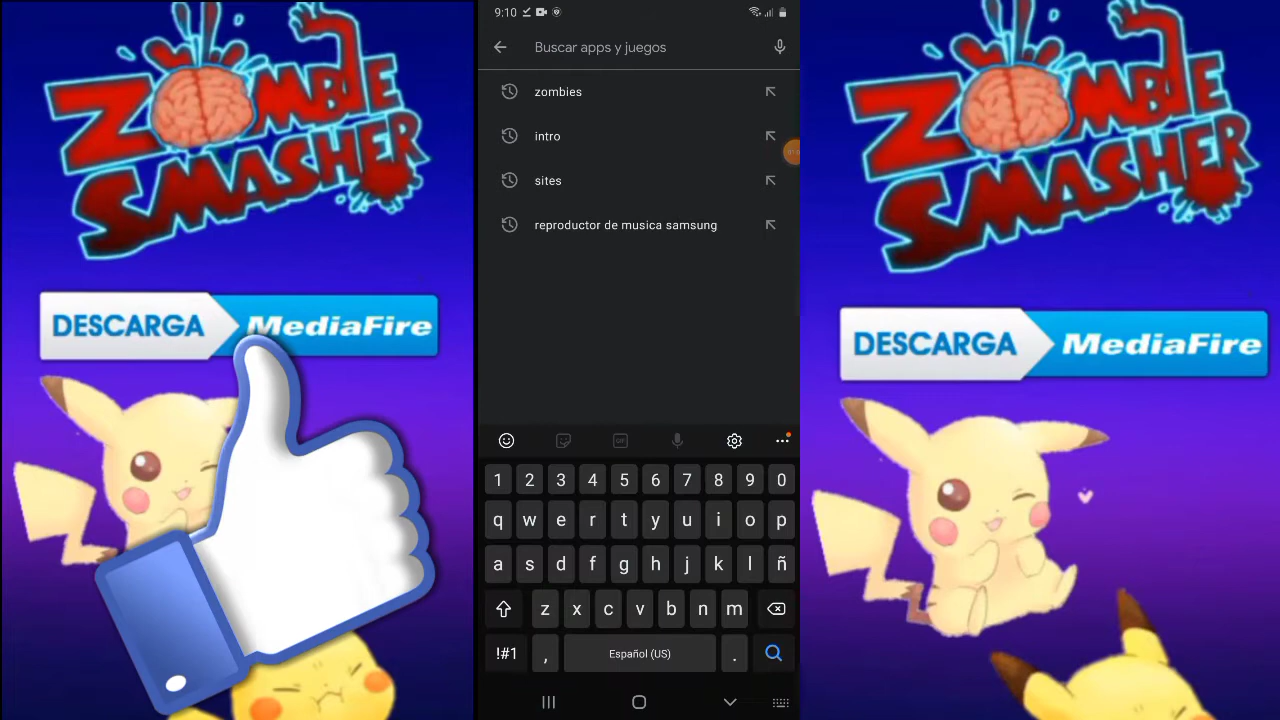 ZOMBIE
SMASHER
DESCARGA MediaFire
9:10
Buscar apps y juegos
zombies
intro
sites
reproductor de musica samsung
GIF
1 2 3 4 5 6 7 8 9 0
q w e r t y u i o p
a s d f g h j k l ñ
z x c v b n m
!#1 , Español (US) .
ZOMBIE
SMASHER
DESCARGA MediaFire